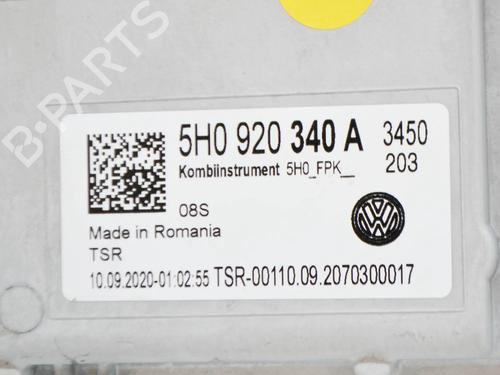 B-PARTS
5H0 920 340 A 3450
Kombiinstrument 5H0_FPK__ 203
08S
Made in Romania
TSR
10.09.2020-01:02:55 TSR-00110.09.2070300017